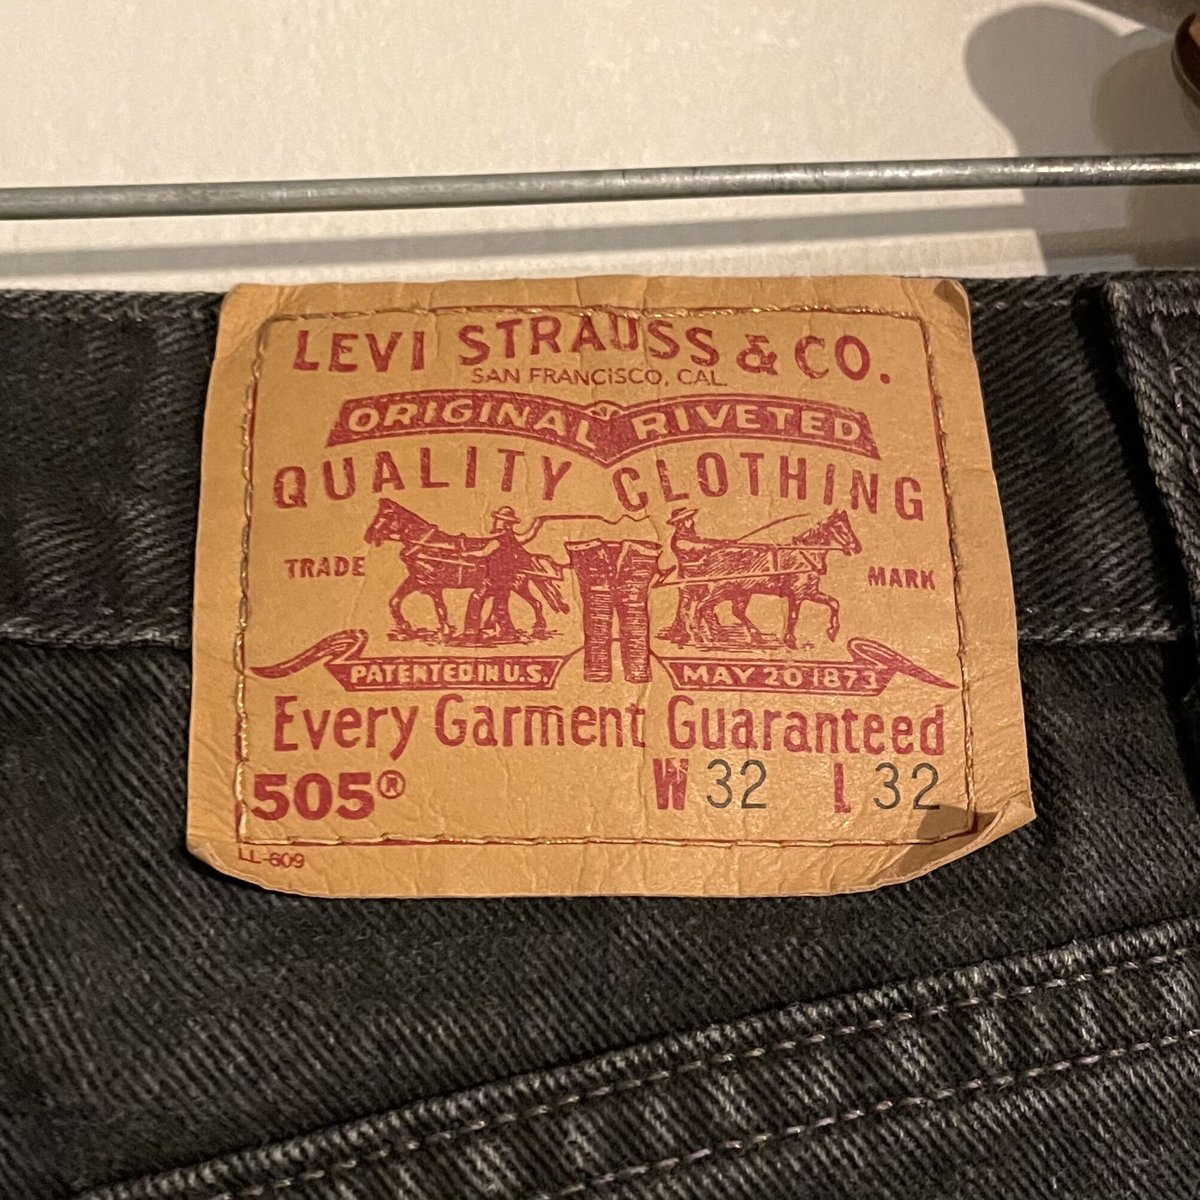 LEVI STRAUSS & CO.
SAN FRANCISCO, CAL.
ORIGINAL RIVETED
QUALITY CLOTHING
TRADE MARK
PATENTED IN U.S. MAY 20 1873
Every Garment Guaranteed
505® W 32 L 32
LL-609